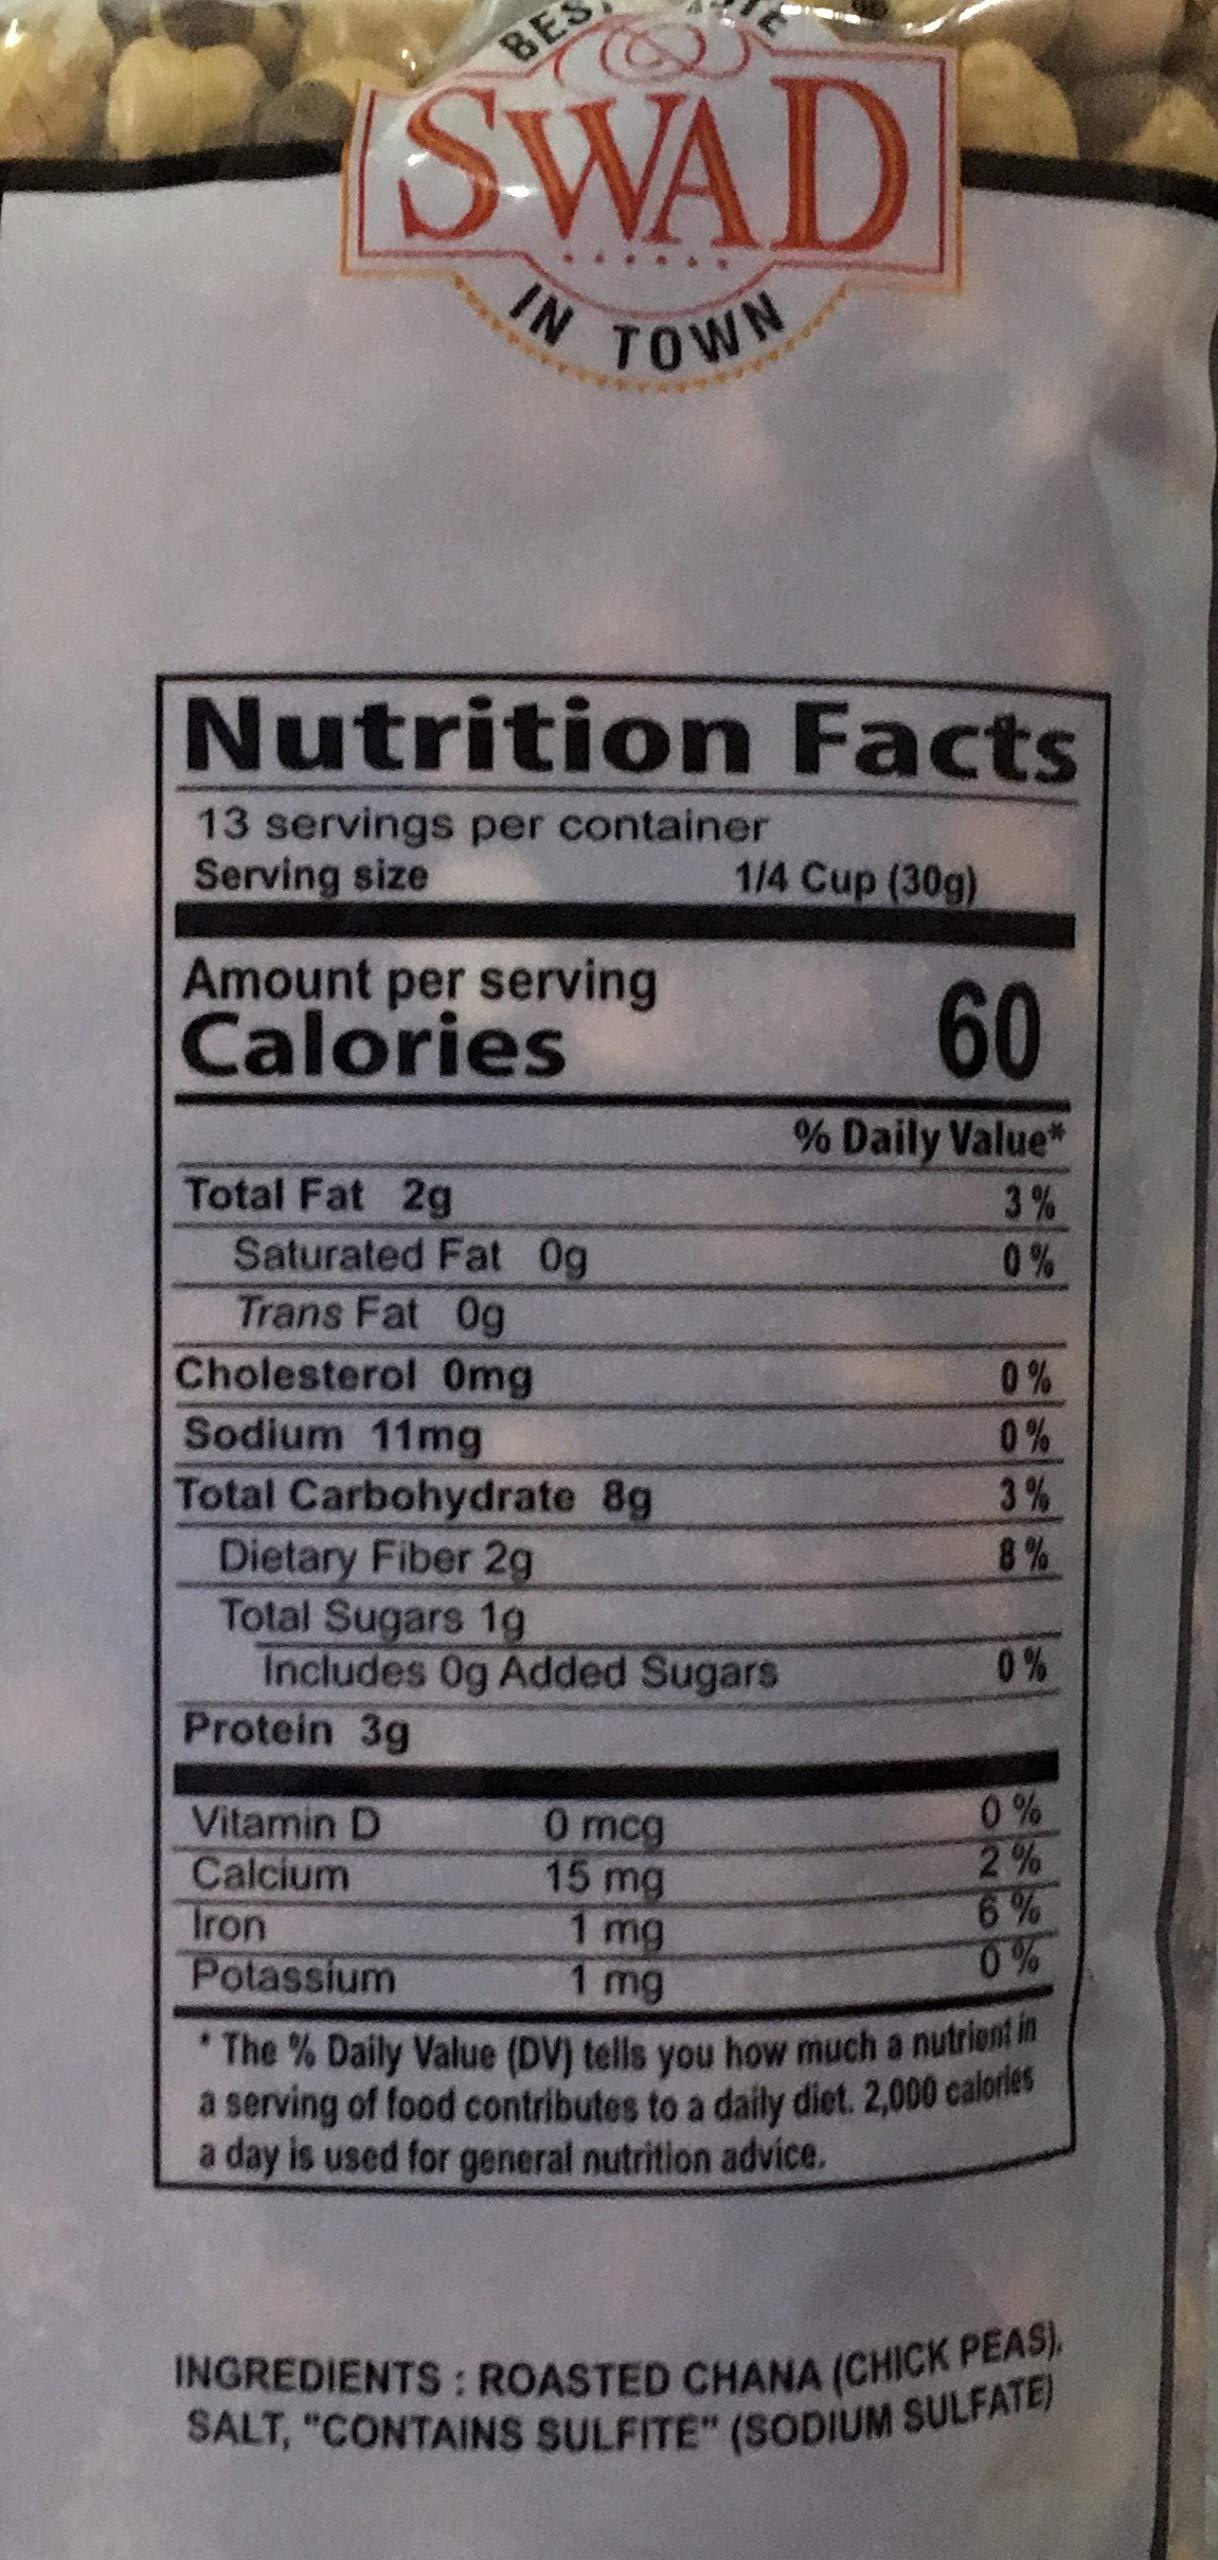 BEST
SWAD
IN TOWN
Nutrition Facts
13 servings per container
Serving size 1/4 Cup (30g)
Amount per serving
Calories 60
% Daily Value*
Total Fat 2g 3%
Saturated Fat 0g 0%
Trans Fat 0g
Cholesterol 0mg 0%
Sodium 11mg 0%
Total Carbohydrate 8g 3%
Dietary Fiber 2g 8%
Total Sugars 1g
Includes 0g Added Sugars 0%
Protein 3g
Vitamin D 0 mcg 0%
Calcium 15 mg 2%
Iron 1 mg 6%
Potassium 1 mg 0%
* The % Daily Value (DV) tells you how much a nutrient in
a serving of food contributes to a daily diet. 2,000 calories
a day is used for general nutrition advice.
INGREDIENTS : ROASTED CHANA (CHICK PEAS),
SALT, "CONTAINS SULFITE" (SODIUM SULFATE)